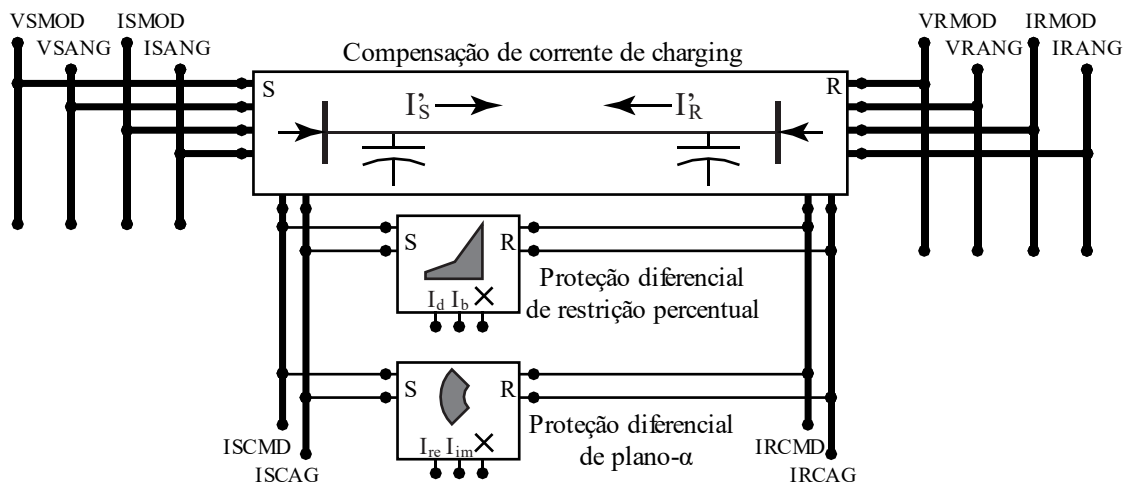 VSMOD ISMOD VRMOD IRMOD
VSANG ISANG VRANG IRANG
Compensação de corrente de charging
S R
I'S I'R
S R
Id Ib
Proteção diferencial
de restrição percentual
S R
Ire Iim
Proteção diferencial
de plano-α
ISCMD IRCMD
ISCAG IRCAG